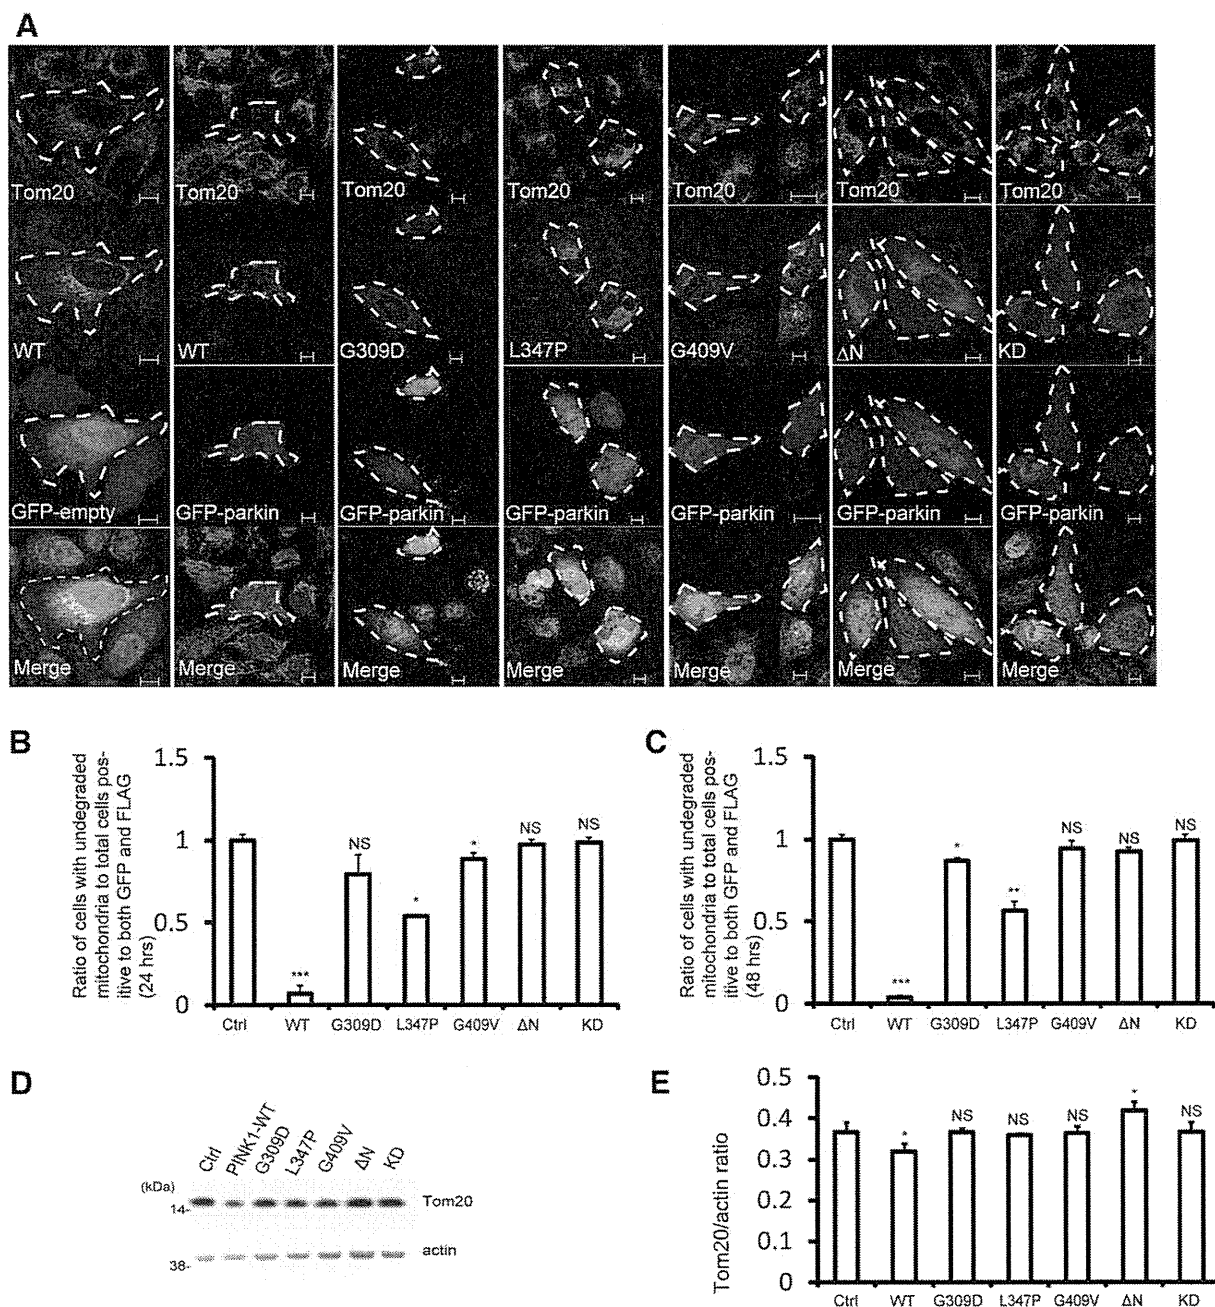 A
Tom20 Tom20 Tom20 Tom20 Tom20 Tom20 Tom20
WT WT G309D L347P G409V ΔN KD
GFP-empty GFP-parkin GFP-parkin GFP-parkin GFP-parkin GFP-parkin GFP-parkin
Merge Merge Merge Merge Merge Merge Merge
B
Ratio of cells with undegraded
mitochondria to total cells pos-
itive to both GFP and FLAG
(24 hrs)
1.5
1
0.5
0
*** NS * * NS NS
Ctrl WT G309D L347P G409V ΔN KD
C
Ratio of cells with undegraded
mitochondria to total cells pos-
itive to both GFP and FLAG
(48 hrs)
1.5
1
0.5
0
*** * ** NS NS NS
Ctrl WT G309D L347P G409V ΔN KD
D
Ctrl PINK1-WT G309D L347P G409V ΔN KD
(kDa)
14-
Tom20
38-
actin
E
Tom20/actin ratio
0.5
0.4
0.3
0.2
0.1
0
* NS NS NS * NS
Ctrl WT G309D L347P G409V ΔN KD